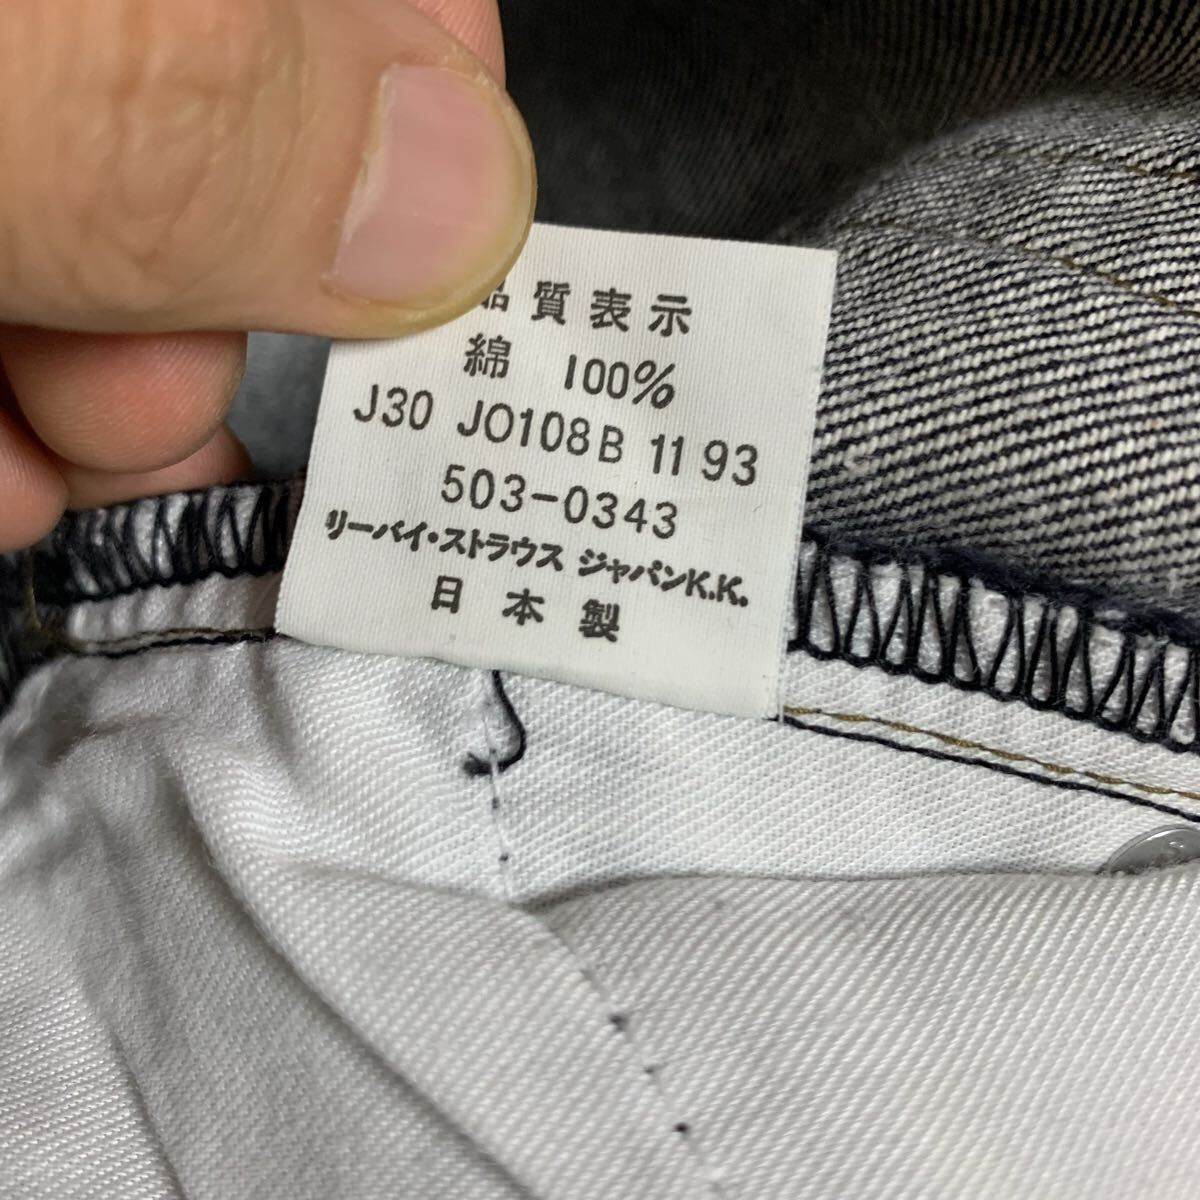 品質表示
綿 100%
J30 JO108B 11 93
503-0343
リーバイ・ストラウス ジャパンK.K.
日本製